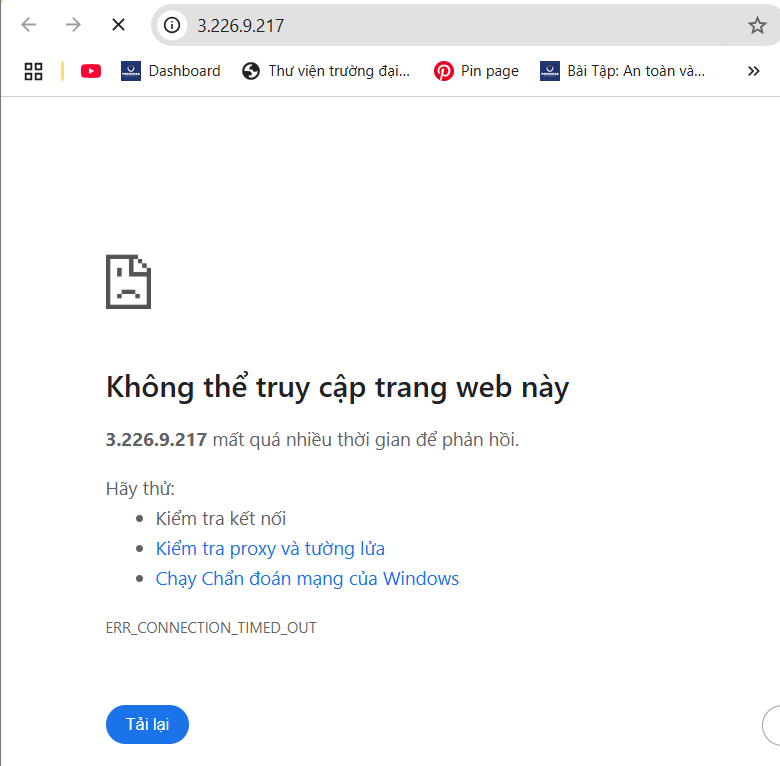 3.226.9.217
Dashboard
Thư viện trường đại...
Pin page
Bài Tập: An toàn và...
Không thể truy cập trang web này
3.226.9.217 mất quá nhiều thời gian để phản hồi.
Hãy thử:
Kiểm tra kết nối
Kiểm tra proxy và tường lửa
Chạy Chẩn đoán mạng của Windows
ERR_CONNECTION_TIMED_OUT
Tải lại